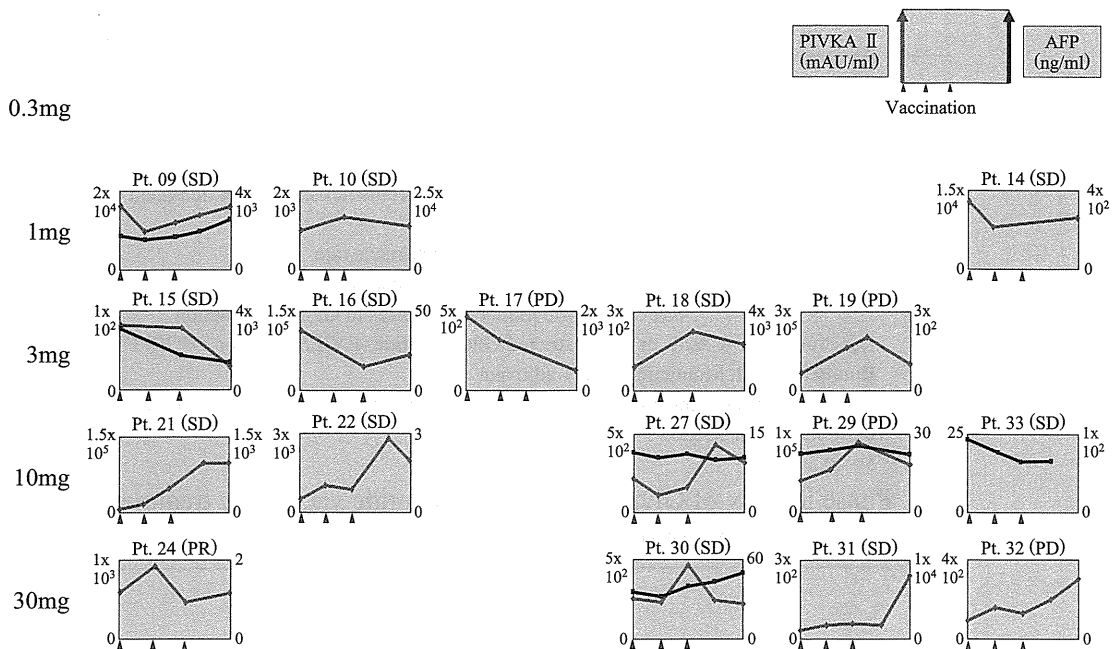 PIVKA Ⅱ
(mAU/ml)
AFP
(ng/ml)
Vaccination
0.3mg
1mg
Pt. 09 (SD)
2x
10⁴
4x
10³
0
0
Pt. 10 (SD)
2x
10³
2.5x
10⁴
0
0
Pt. 14 (SD)
1.5x
10⁴
4x
10²
0
0
3mg
Pt. 15 (SD)
1x
10²
4x
10³
0
0
Pt. 16 (SD)
1.5x
10⁵
50
0
0
Pt. 17 (PD)
5x
10²
2x
10³
0
0
Pt. 18 (SD)
3x
10²
4x
10³
0
0
Pt. 19 (PD)
3x
10⁵
3x
10²
0
0
10mg
Pt. 21 (SD)
1.5x
10⁵
1.5x
10³
0
0
Pt. 22 (SD)
3x
10³
3
0
0
Pt. 27 (SD)
5x
10²
15
0
0
Pt. 29 (PD)
1x
10⁵
30
0
0
Pt. 33 (SD)
25
1x
10²
0
0
30mg
Pt. 24 (PR)
1x
10³
2
0
0
Pt. 30 (SD)
5x
10²
60
0
0
Pt. 31 (SD)
3x
10²
1x
10⁴
0
0
Pt. 32 (PD)
4x
10²
60
0
0